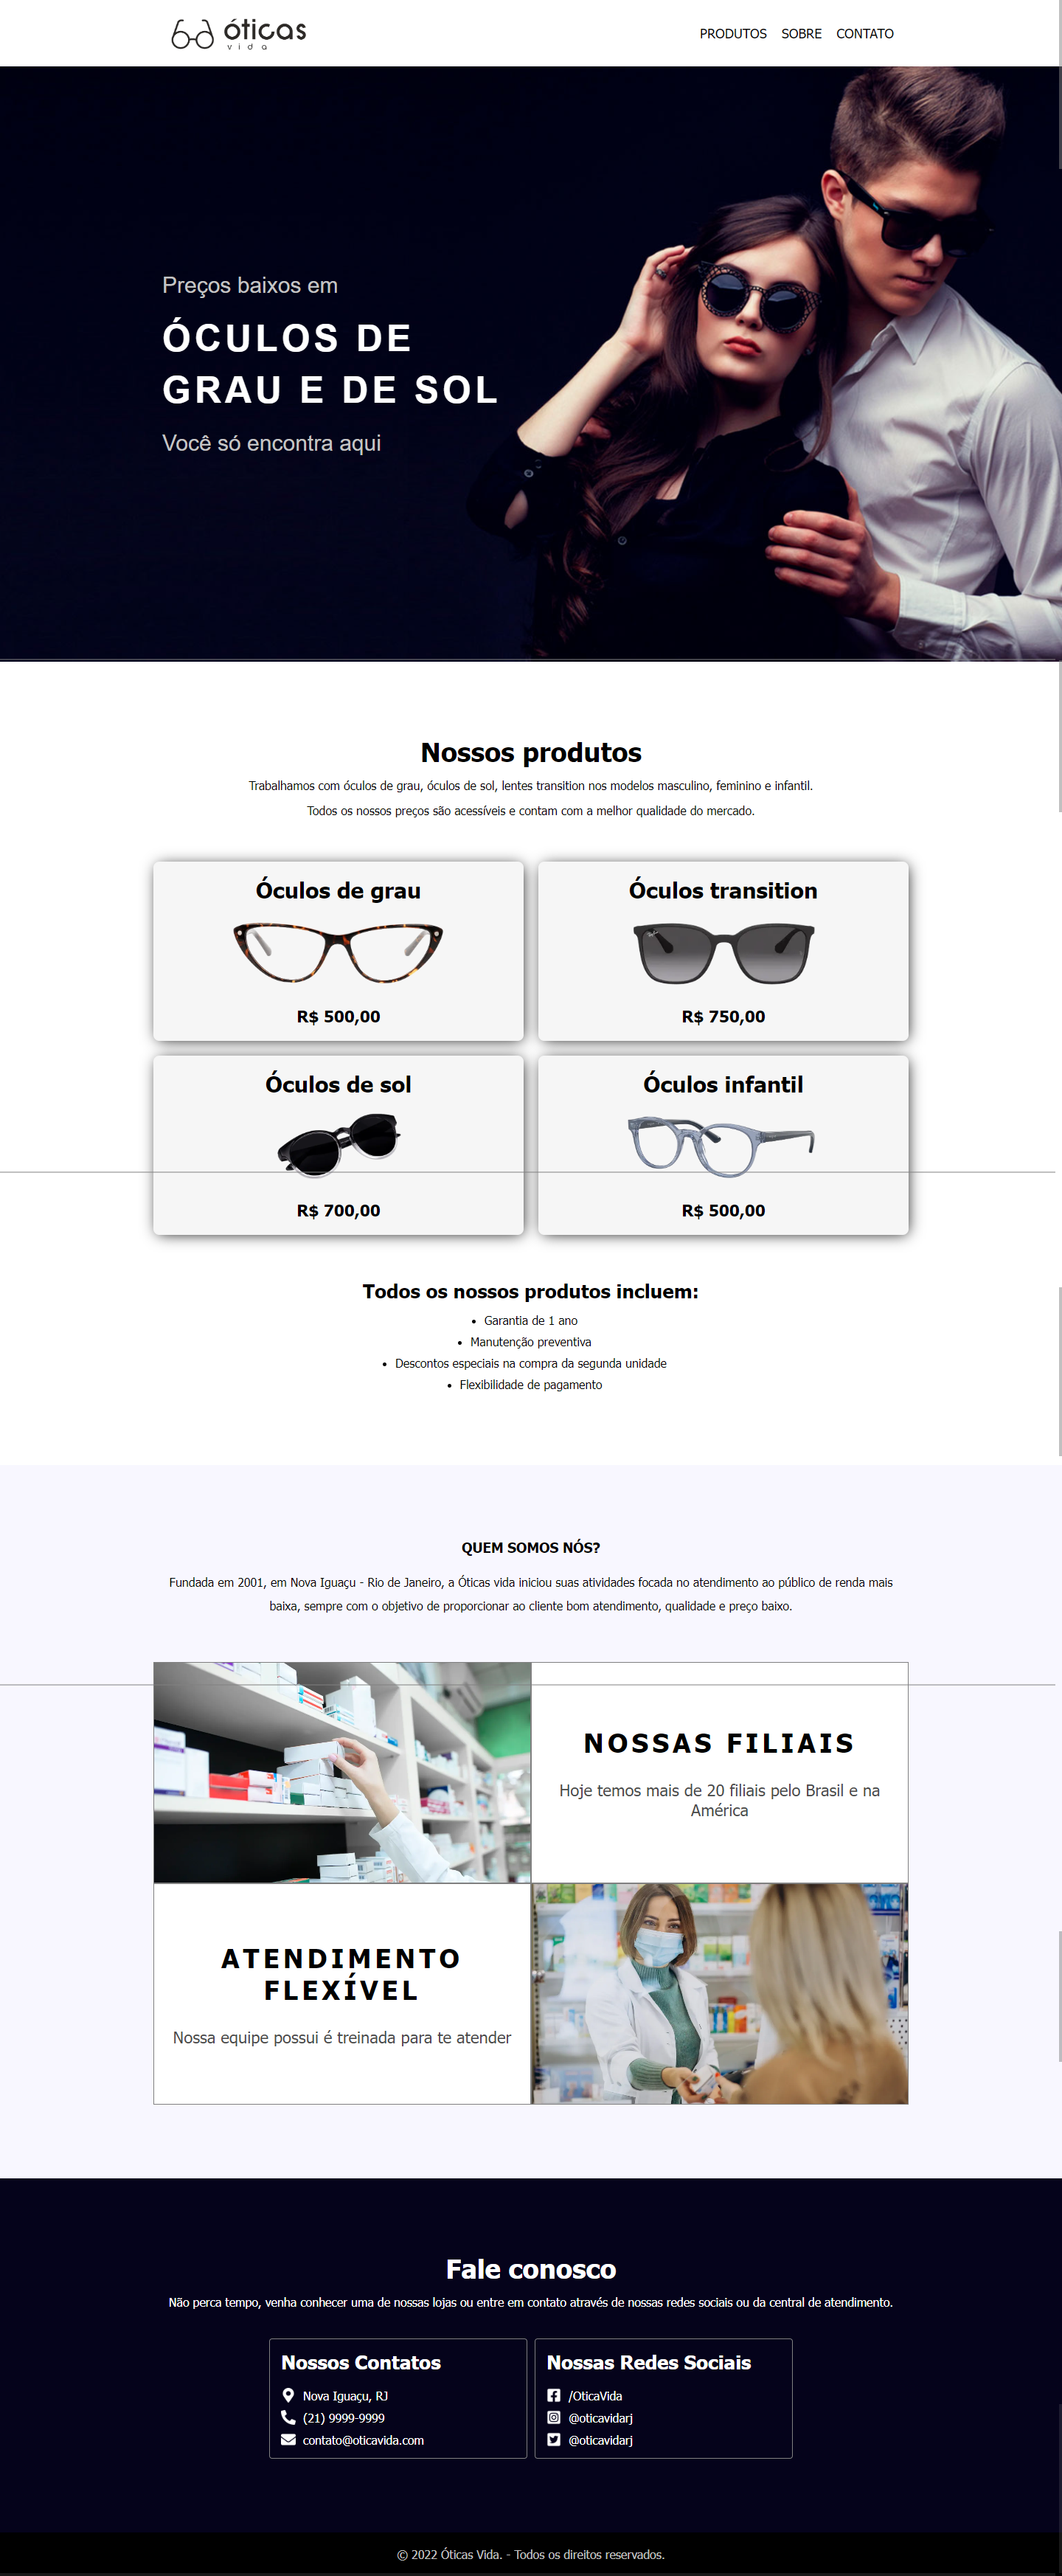 óticas
vida
PRODUTOS SOBRE CONTATO
Preços baixos em
ÓCULOS DE
GRAU E DE SOL
Você só encontra aqui
Nossos produtos
Trabalhamos com óculos de grau, óculos de sol, lentes transition nos modelos masculino, feminino e infantil.
Todos os nossos preços são acessíveis e contam com a melhor qualidade do mercado.
Óculos de grau
R$ 500,00
Óculos transition
R$ 750,00
Óculos de sol
R$ 700,00
Óculos infantil
R$ 500,00
Todos os nossos produtos incluem:
• Garantia de 1 ano
• Manutenção preventiva
• Descontos especiais na compra da segunda unidade
• Flexibilidade de pagamento
QUEM SOMOS NÓS?
Fundada em 2001, em Nova Iguaçu - Rio de Janeiro, a Óticas vida iniciou suas atividades focada no atendimento ao público de renda mais
baixa, sempre com o objetivo de proporcionar ao cliente bom atendimento, qualidade e preço baixo.
NOSSAS FILIAIS
Hoje temos mais de 20 filiais pelo Brasil e na
América
ATENDIMENTO
FLEXÍVEL
Nossa equipe possui é treinada para te atender
Fale conosco
Não perca tempo, venha conhecer uma de nossas lojas ou entre em contato através de nossas redes sociais ou da central de atendimento.
Nossos Contatos
Nova Iguaçu, RJ
(21) 9999-9999
contato@oticavida.com
Nossas Redes Sociais
/OticaVida
@oticavidarj
@oticavidarj
© 2022 Óticas Vida. - Todos os direitos reservados.